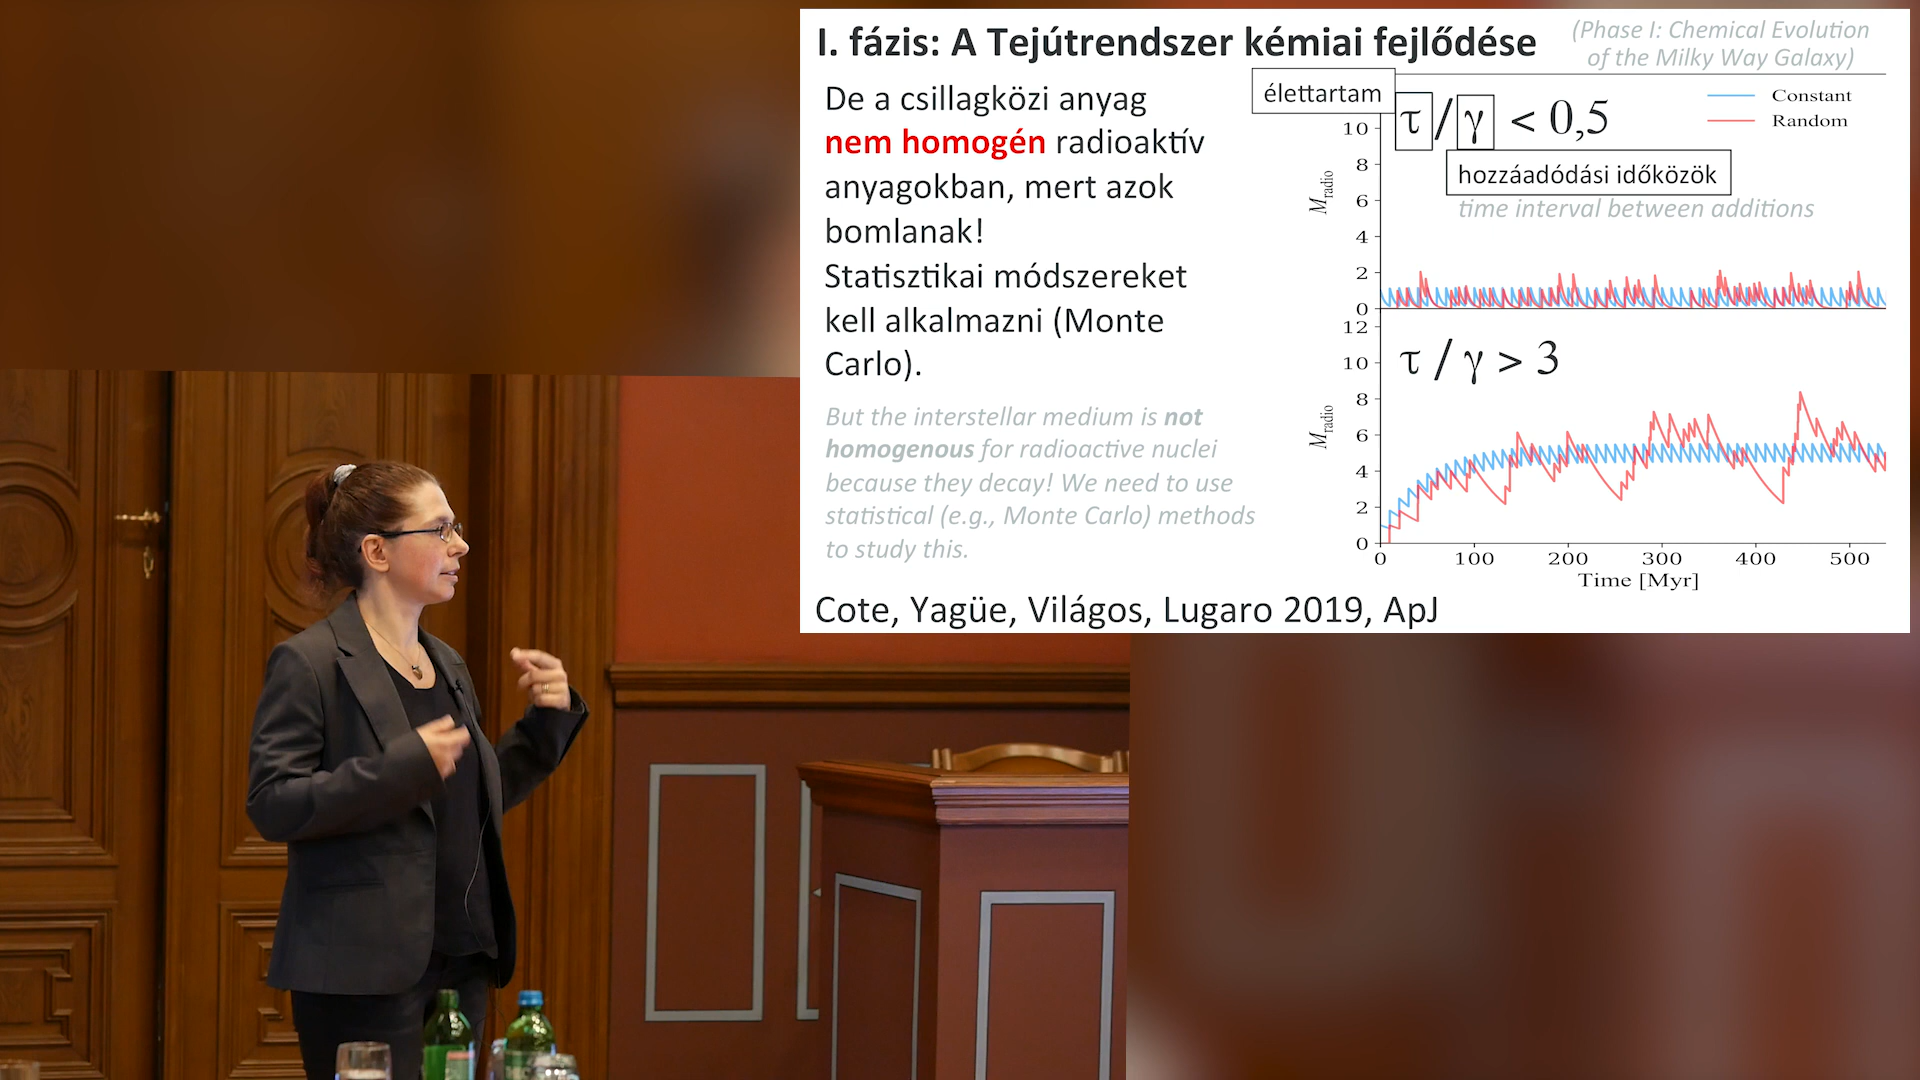 I. fázis: A Tejútrendszer kémiai fejlődése
(Phase I: Chemical Evolution
of the Milky Way Galaxy)
De a csillagközi anyag
nem homogén radioaktív
anyagokban, mert azok
bomlanak!
Statisztikai módszereket
kell alkalmazni (Monte
Carlo).
But the interstellar medium is not
homogenous for radioactive nuclei
because they decay! We need to use
statistical (e.g., Monte Carlo) methods
to study this.
élettartam
τ / γ < 0,5
Constant
Random
hozzáadódási időközök
time interval between additions
10
8
6
4
2
0
Mradio
τ / γ > 3
12
10
8
6
4
2
0
Mradio
0 100 200 300 400 500
Time [Myr]
Cote, Yagüe, Világos, Lugaro 2019, ApJ